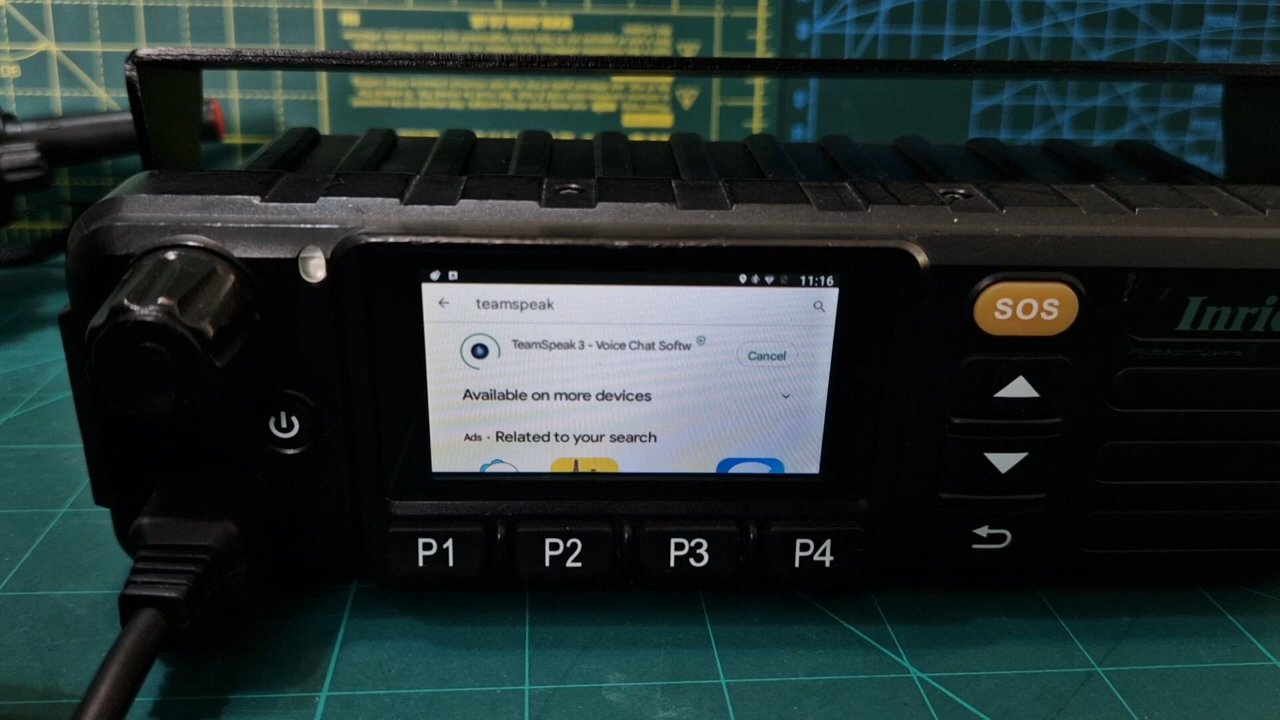 11:16
teamspeak
TeamSpeak 3 - Voice Chat Softw
Cancel
Available on more devices
Ads · Related to your search
SOS
Inri
P1 P2 P3 P4